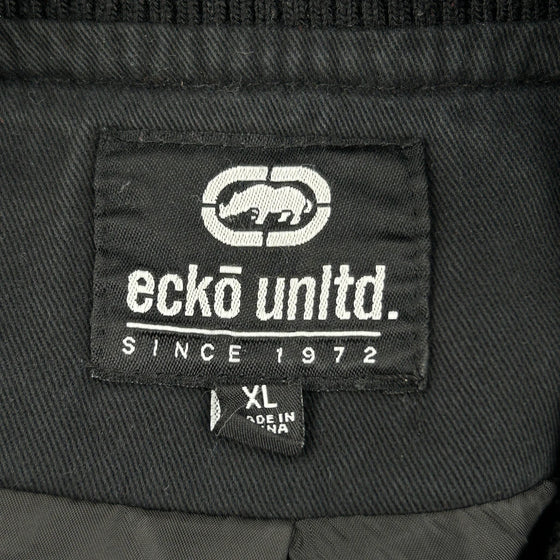 eckō unltd.
SINCE 1972
XL